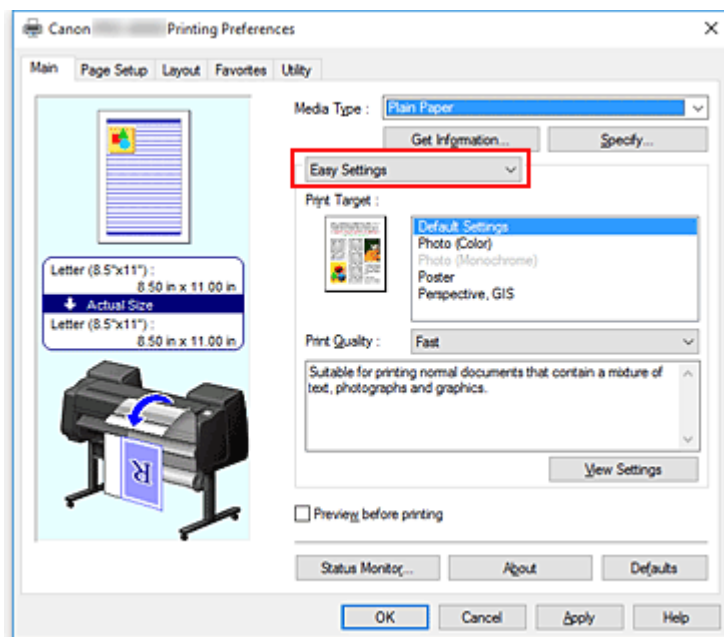 Canon Printing Preferences
Main Page Setup Layout Favorites Utility
Media Type : Plain Paper
Get Information... Specify...
Easy Settings
Print Target :
Default Settings
Photo (Color)
Photo (Monochrome)
Poster
Perspective, GIS
Letter (8.5"x11") :
8.50 in x 11.00 in
Actual Size
Letter (8.5"x11") :
8.50 in x 11.00 in
Print Quality : Fast
Suitable for printing normal documents that contain a mixture of
text, photographs and graphics.
R
View Settings
Preview before printing
Status Monitor... About Defaults
OK Cancel Apply Help